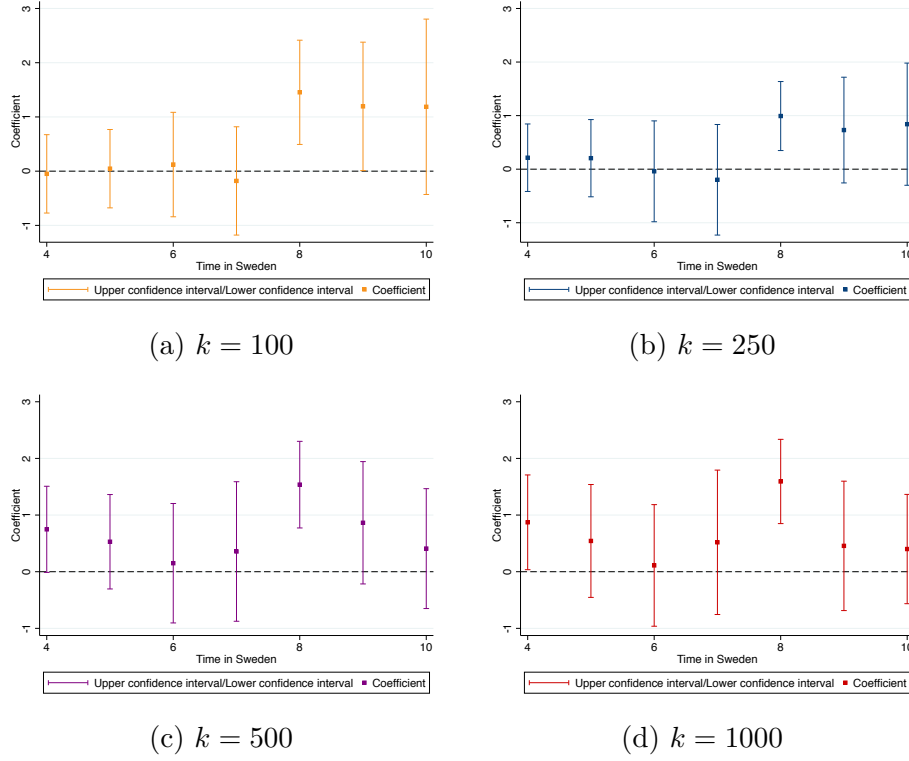 3
2
1
0
-1
Coefficient
4
6
8
10
Time in Sweden
Upper confidence interval/Lower confidence interval
Coefficient
(a) k = 100
3
2
1
0
-1
Coefficient
4
6
8
10
Time in Sweden
Upper confidence interval/Lower confidence interval
Coefficient
(b) k = 250
3
2
1
0
-1
Coefficient
4
6
8
10
Time in Sweden
Upper confidence interval/Lower confidence interval
Coefficient
(c) k = 500
3
2
1
0
-1
Coefficient
4
6
8
10
Time in Sweden
Upper confidence interval/Lower confidence interval
Coefficient
(d) k = 1000